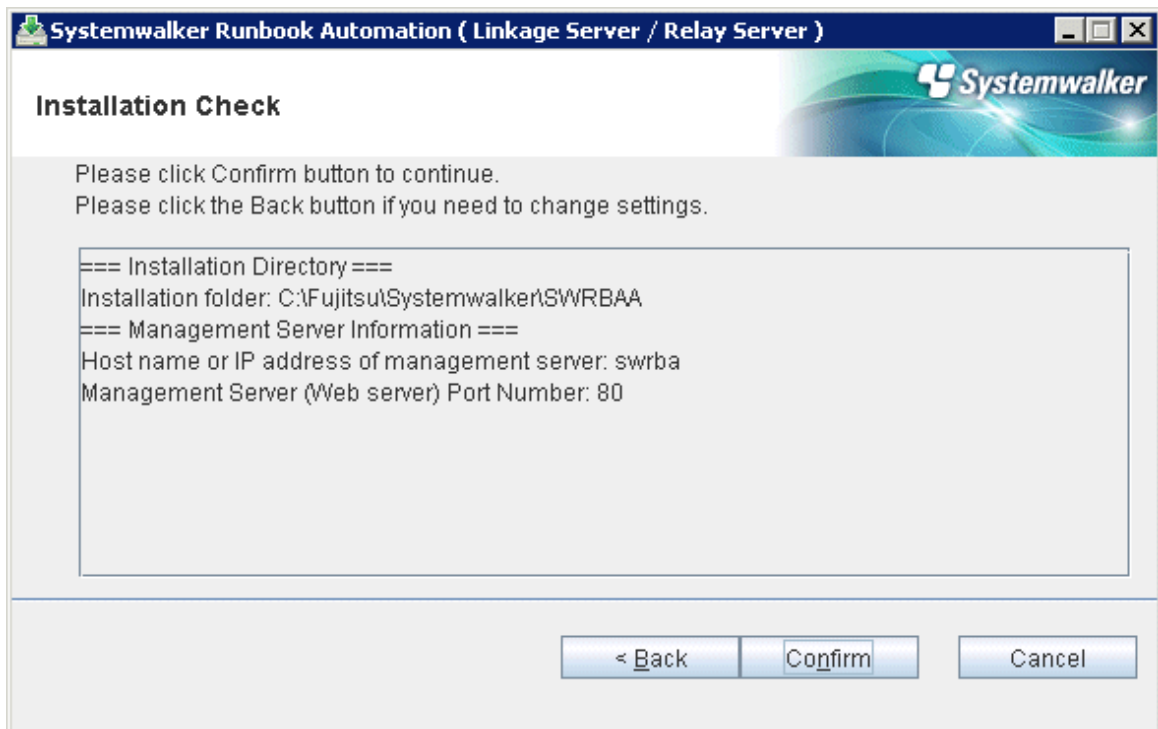 Systemwalker Runbook Automation ( Linkage Server / Relay Server )
Systemwalker
Installation Check
Please click Confirm button to continue.
Please click the Back button if you need to change settings.
=== Installation Directory ===
Installation folder: C:\Fujitsu\Systemwalker\SWRBAA
=== Management Server Information ===
Host name or IP address of management server: swrba
Management Server (Web server) Port Number: 80
< Back
Confirm
Cancel